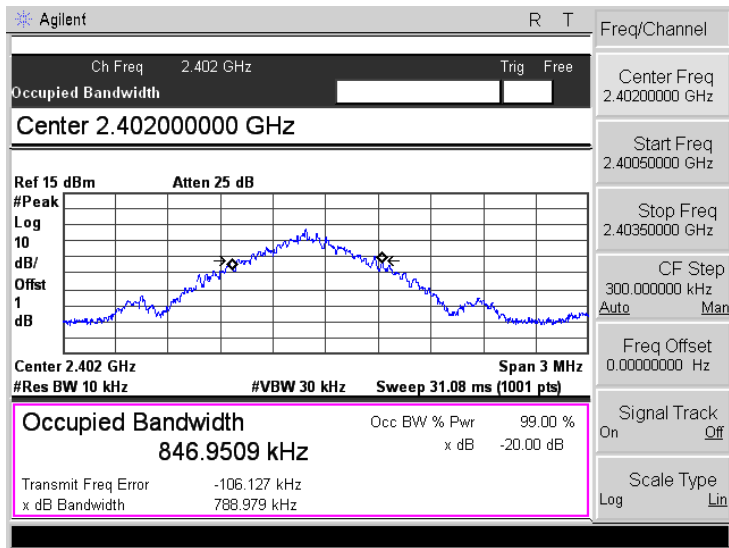 Agilent R T
Ch Freq 2.402 GHz Trig Free
Occupied Bandwidth
Center 2.402000000 GHz
Ref 15 dBm Atten 25 dB
#Peak
Log
10
dB/
Offst
1
dB
Center 2.402 GHz Span 3 MHz
#Res BW 10 kHz #VBW 30 kHz Sweep 31.08 ms (1001 pts)
Occupied Bandwidth Occ BW % Pwr 99.00 %
846.9509 kHz x dB -20.00 dB
Transmit Freq Error -106.127 kHz
x dB Bandwidth 788.979 kHz
Freq/Channel
Center Freq
2.40200000 GHz
Start Freq
2.40050000 GHz
Stop Freq
2.40350000 GHz
CF Step
300.000000 kHz
Auto Man
Freq Offset
0.00000000 Hz
Signal Track
On Off
Scale Type
Log Lin